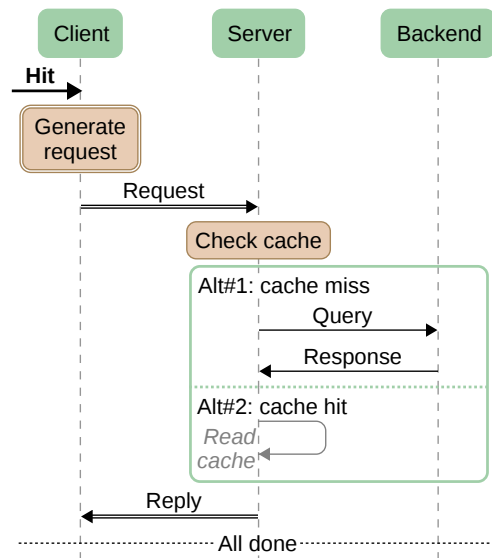 Client
Server
Backend
Hit
Generate
request
Request
Check cache
Alt#1: cache miss
Query
Response
Alt#2: cache hit
Read
cache
Reply
All done